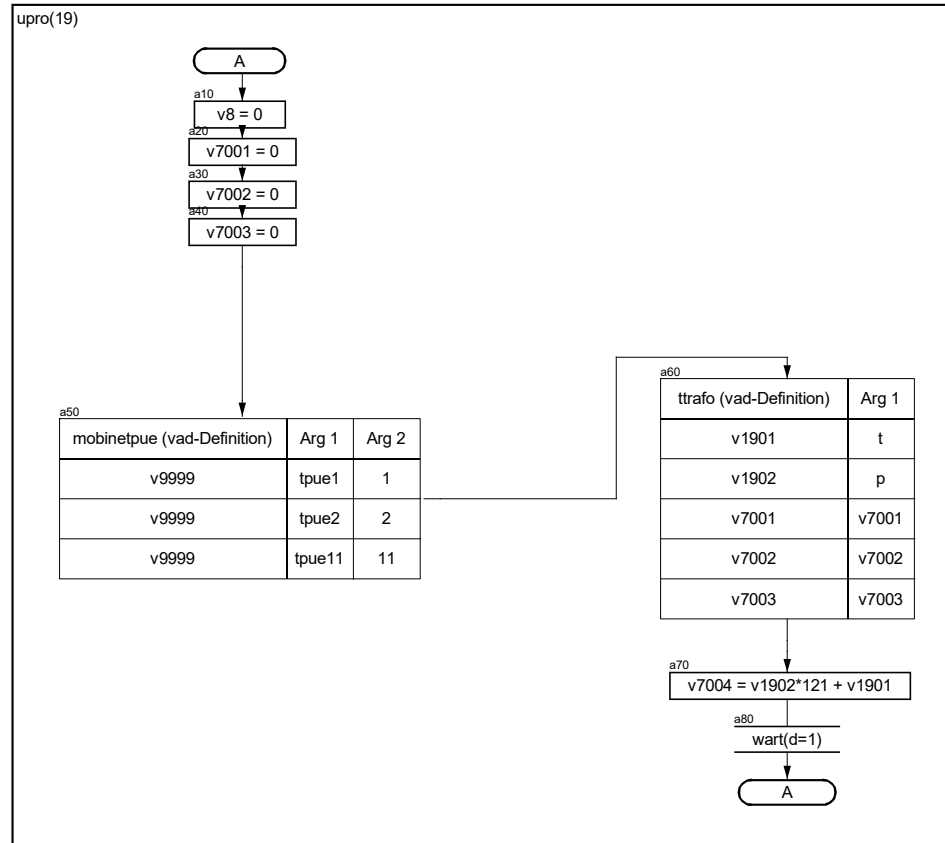 upro(19)
A
a10
v8 = 0
a20
v7001 = 0
a30
v7002 = 0
a40
v7003 = 0
a50
mobinetpue (vad-Definition) Arg 1 Arg 2
v9999 tpue1 1
v9999 tpue2 2
v9999 tpue11 11
a60
ttrafo (vad-Definition) Arg 1
v1901 t
v1902 p
v7001 v7001
v7002 v7002
v7003 v7003
a70
v7004 = v1902*121 + v1901
a80
wart(d=1)
A